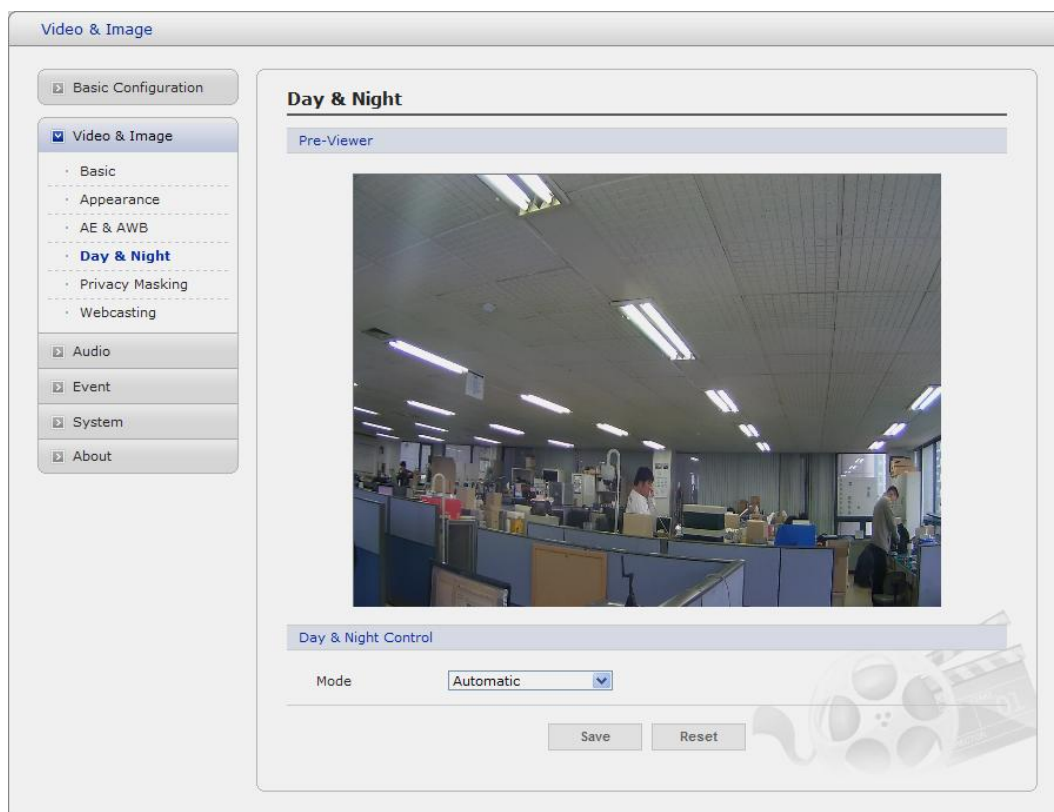 Video & Image
Basic Configuration
Video & Image
Basic
Appearance
AE & AWB
Day & Night
Privacy Masking
Webcasting
Audio
Event
System
About
Day & Night
Pre-Viewer
Day & Night Control
Mode
Automatic
Save
Reset